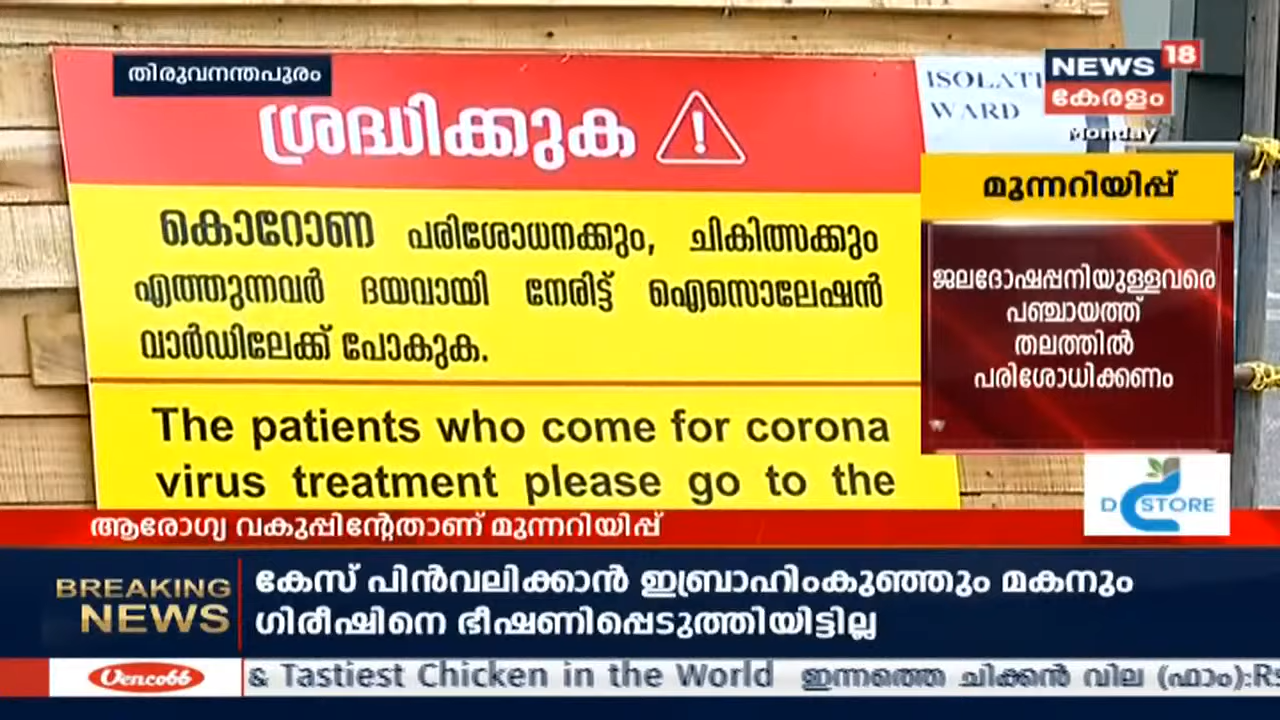 തിരുവനന്തപുരം
ശ്രദ്ധിക്കുക
കൊറോണ പരിശോധനക്കും, ചികിത്സക്കും
എത്തുന്നവർ ദയവായി നേരിട്ട് ഐസൊലേഷൻ
വാർഡിലേക്ക് പോകുക.
The patients who come for corona
virus treatment please go to the
ISOLATI
WARD
NEWS 18
കേരളം
Monday
മുന്നറിയിപ്പ്
ജലദോഷപ്പനിയുള്ളവരെ
പഞ്ചായത്ത്
തലത്തിൽ
പരിശോധിക്കണം
DC STORE
ആരോഗ്യ വകുപ്പിന്റേതാണ് മുന്നറിയിപ്പ്
BREAKING
NEWS
കേസ് പിൻവലിക്കാൻ ഇബ്രാഹിംകുഞ്ഞും മകനും
ഗിരീഷിനെ ഭീഷണിപ്പെടുത്തിയിട്ടില്ല
Vencobb
& Tastiest Chicken in the World ഇന്നത്തെ ചിക്കൻ വില (ഫാം):Rs